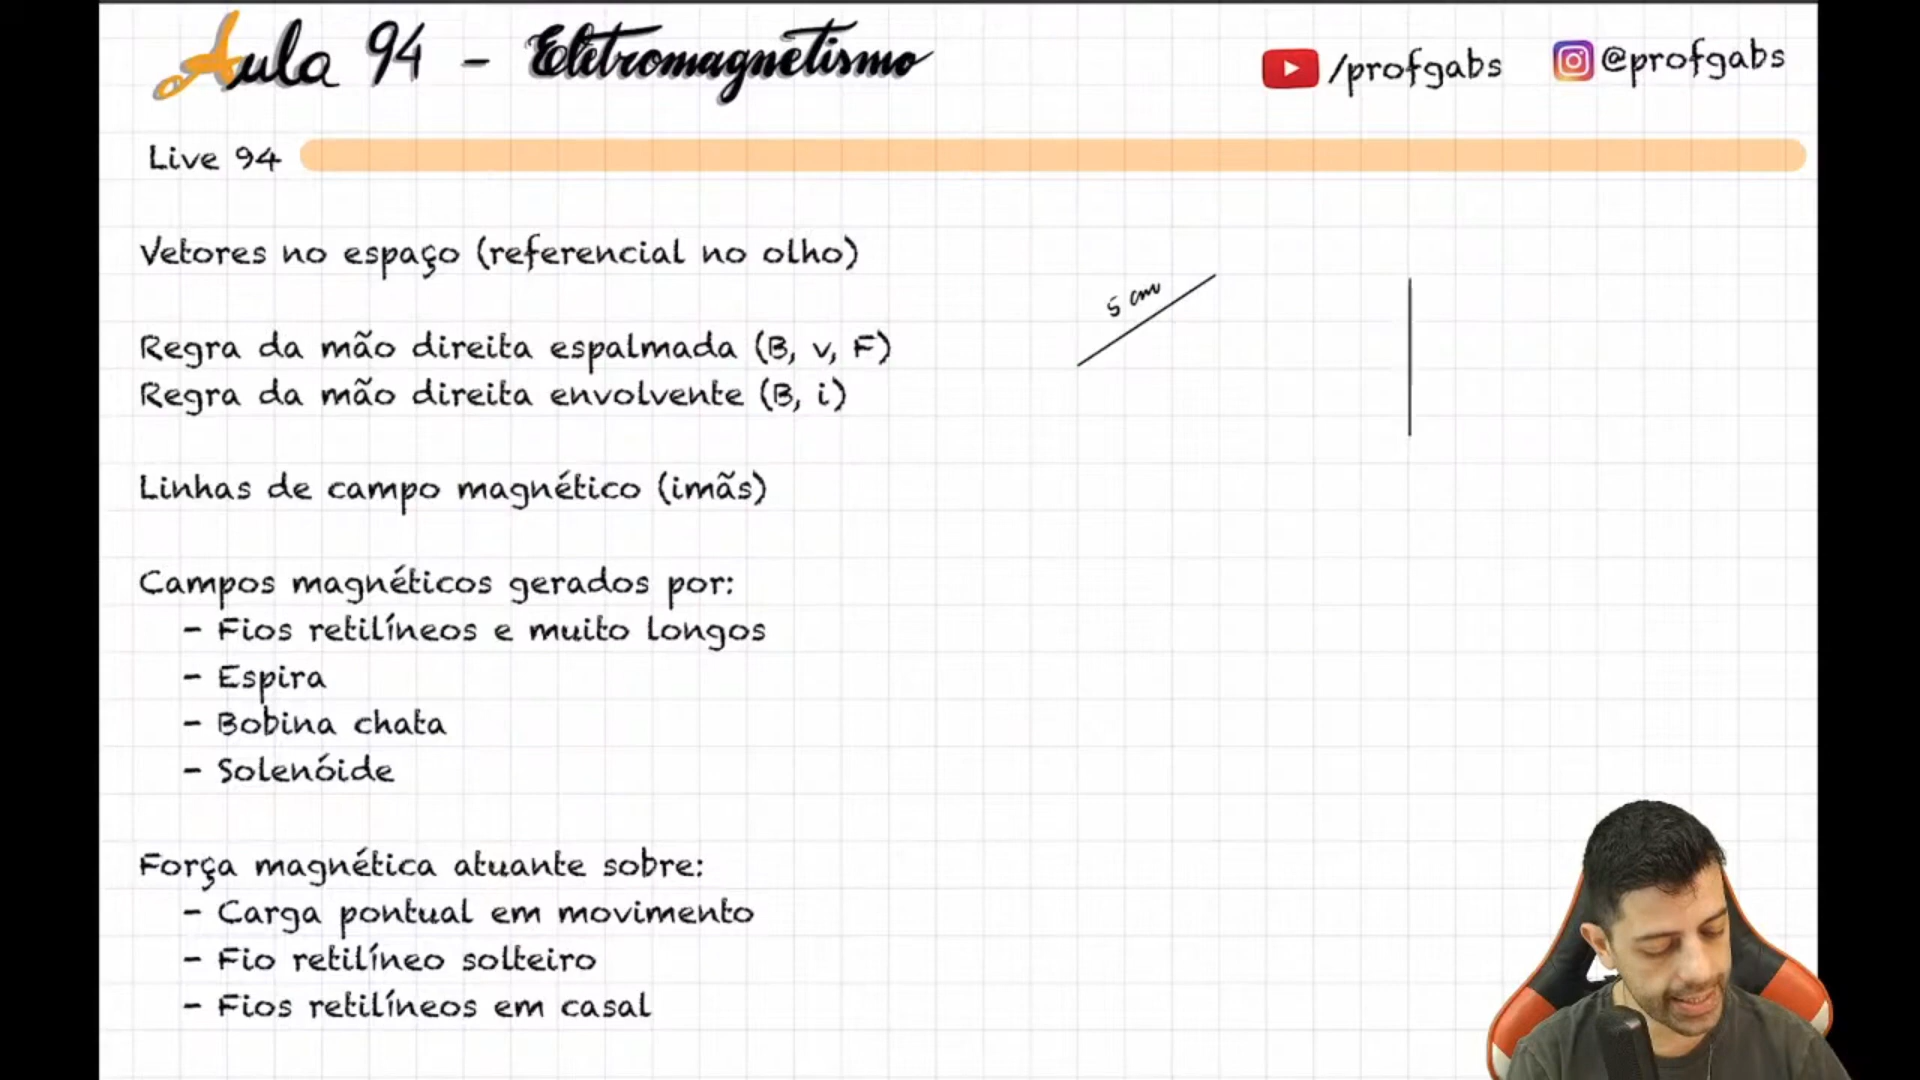 Aula 94 - Eletromagnetismo
/profgabs
@profgabs
Live 94
Vetores no espaço (referencial no olho)
5 cm
Regra da mão direita espalmada (B, v, F)
Regra da mão direita envolvente (B, i)
Linhas de campo magnético (imãs)
Campos magnéticos gerados por:
- Fios retilíneos e muito longos
- Espira
- Bobina chata
- Solenóide
Força magnética atuante sobre:
- Carga pontual em movimento
- Fio retilíneo solteiro
- Fios retilíneos em casal